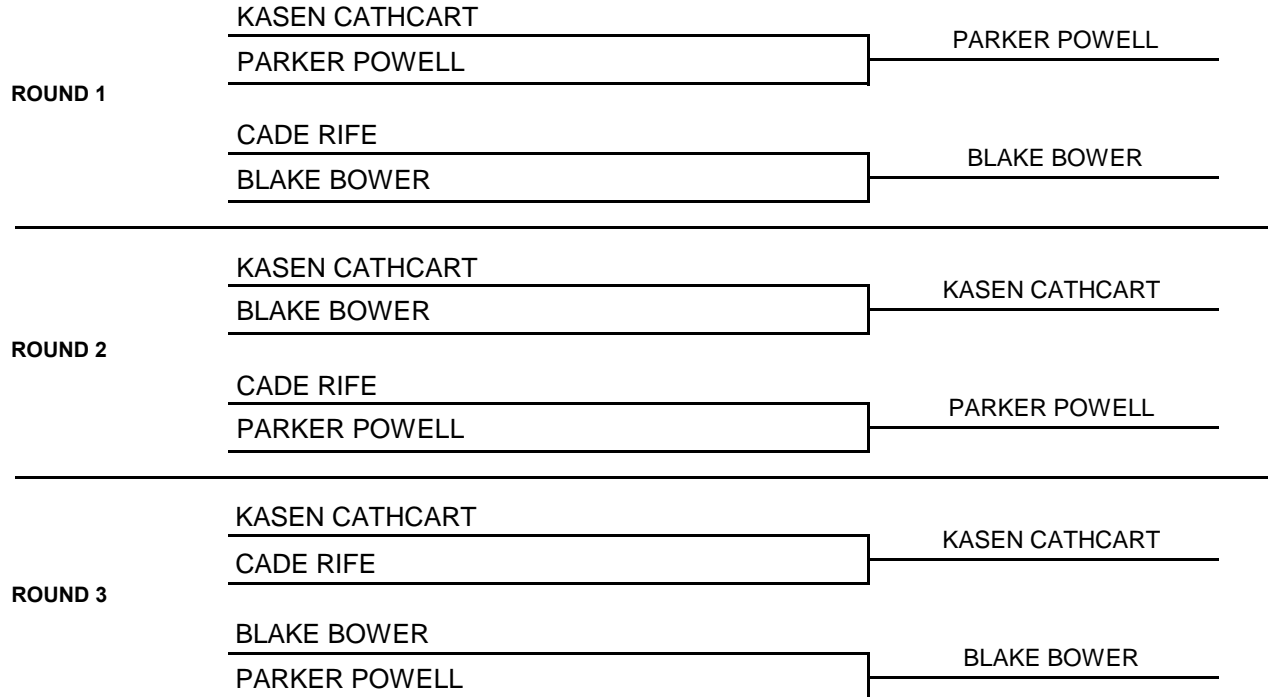 KASEN CATHCART
PARKER POWELL
PARKER POWELL
ROUND 1
CADE RIFE
BLAKE BOWER
BLAKE BOWER
KASEN CATHCART
KASEN CATHCART
BLAKE BOWER
ROUND 2
CADE RIFE
PARKER POWELL
PARKER POWELL
KASEN CATHCART
KASEN CATHCART
CADE RIFE
ROUND 3
BLAKE BOWER
BLAKE BOWER
PARKER POWELL